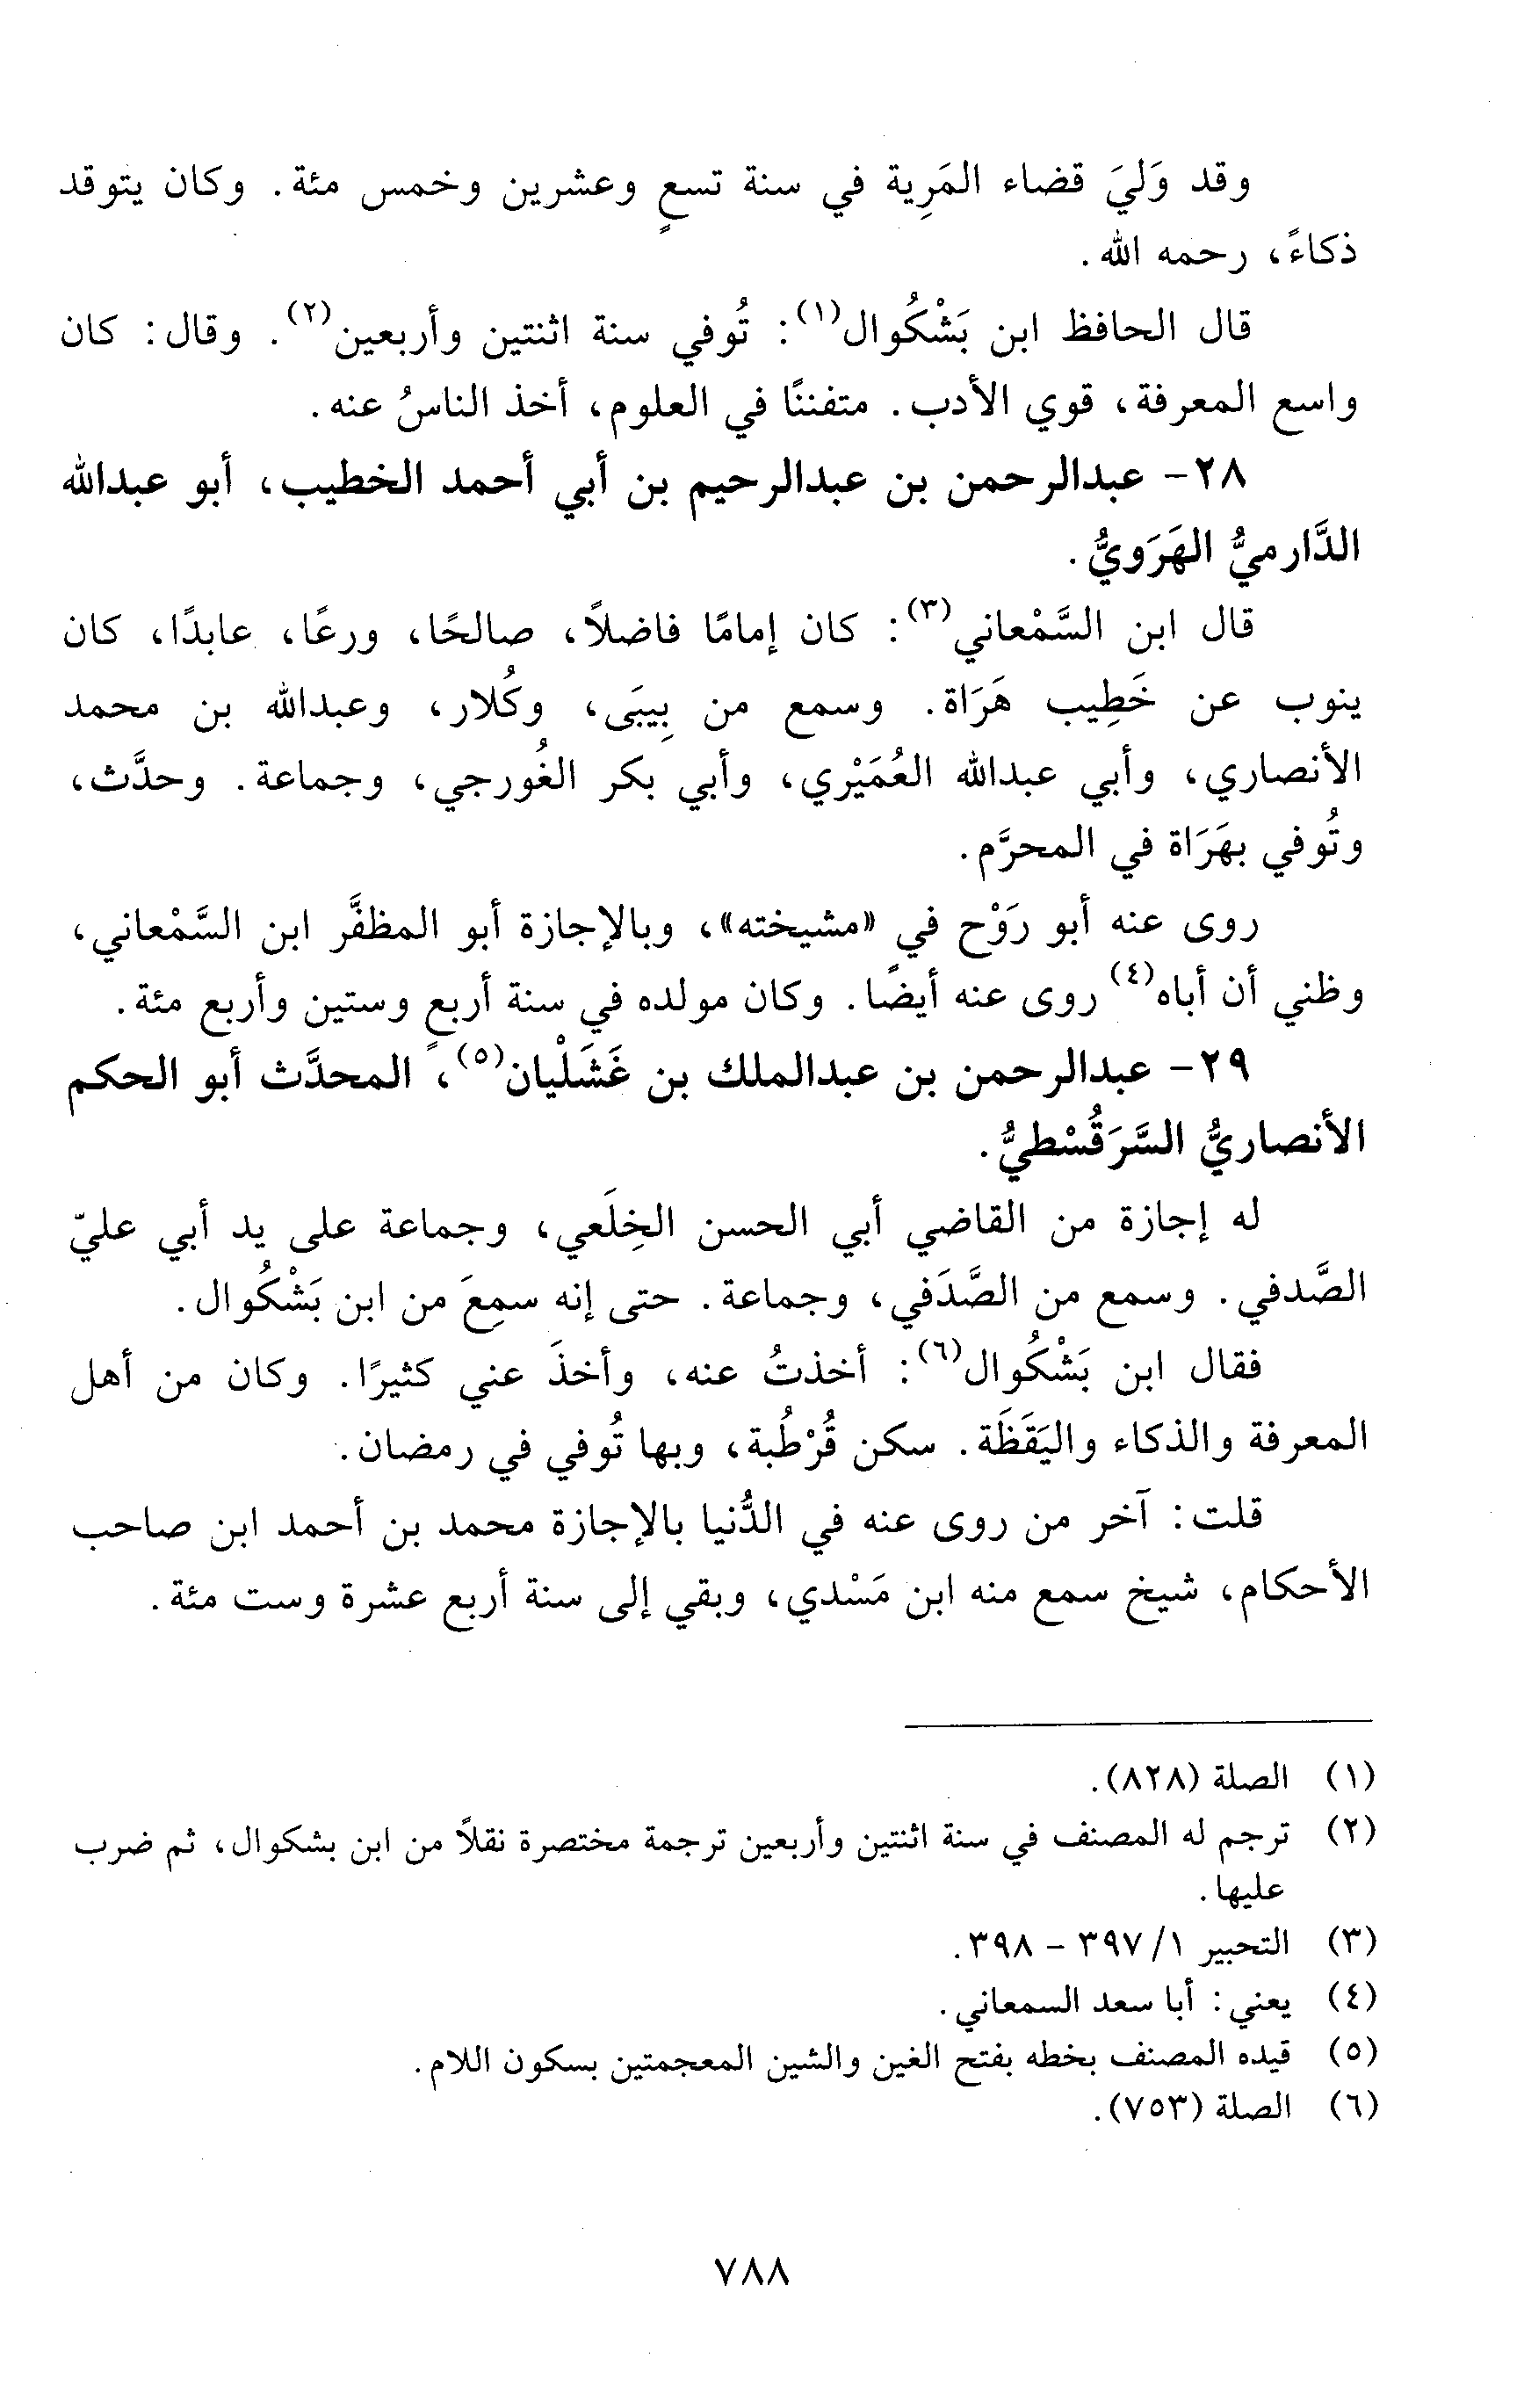 وقد وَليَ قضاء المَرِية في سنة تسعٍ وعشرين وخمس مئة. وكان يتوقد
ذكاءً، رحمه الله.
قال الحافظ ابن بَشْكُوال(١): تُوفي سنة اثنتين وأربعين(٢). وقال: كان
واسع المعرفة، قوي الأدب. متفننًا في العلوم، أخذ الناسُ عنه.
٢٨- عبدالرحمن بن عبدالرحيم بن أبي أحمد الخطيب، أبو عبدالله
الدَّارميُّ الهَرَويُّ.
قال ابن السَّمْعاني(٣): كان إمامًا فاضلاً، صالحًا، ورعًا، عابدًا، كان
ينوب عن خَطِيب هَرَاة. وسمع من بِيبَى، وكُلار، وعبدالله بن محمد
الأنصاري، وأبي عبدالله العُمَيْري، وأبي بكر الغُورجي، وجماعة. وحدَّث،
وتُوفي بهَرَاة في المحرَّم.
روى عنه أبو رَوْح في «مشيخته»، وبالإجازة أبو المظفَّر ابن السَّمْعاني،
وظني أن أباه(٤) روى عنه أيضًا. وكان مولده في سنة أربعٍ وستين وأربع مئة.
٢٩- عبدالرحمن بن عبدالملك بن غَشَلْيان(٥)، المحدَّث أبو الحكم
الأنصاريُّ السَّرَقُسْطيُّ.
له إجازة من القاضي أبي الحسن الخِلَعي، وجماعة على يد أبي عليّ
الصَّدفي. وسمع من الصَّدَفي، وجماعة. حتى إنه سمِعَ من ابن بَشْكُوال.
فقال ابن بَشْكُوال(٦): أخذتُ عنه، وأخذَ عني كثيرًا. وكان من أهل
المعرفة والذكاء واليَقَظَة. سكن قُرْطُبة، وبها تُوفي في رمضان.
قلت: آخر من روى عنه في الدُّنيا بالإجازة محمد بن أحمد ابن صاحب
الأحكام، شيخ سمع منه ابن مَسْدي، وبقي إلى سنة أربع عشرة وست مئة.
(١) الصلة (٨٢٨).
(٢) ترجم له المصنف في سنة اثنتين وأربعين ترجمة مختصرة نقلاً من ابن بشكوال، ثم ضرب
عليها.
(٣) التحبير ١/ ٣٩٧ - ٣٩٨.
(٤) يعني: أبا سعد السمعاني.
(٥) قيده المصنف بخطه بفتح الغين والشين المعجمتين بسكون اللام.
(٦) الصلة (٧٥٣).
٧٨٨